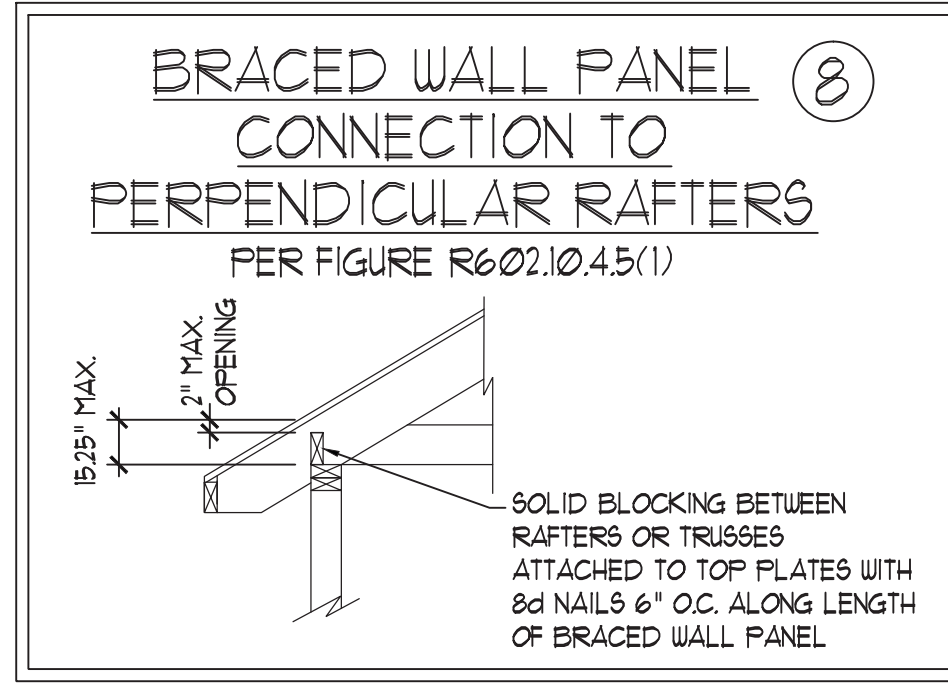 BRACED WALL PANEL
8
CONNECTION TO
PERPENDICULAR RAFTERS
PER FIGURE R602.10.4.5(1)
15.25" MAX.
2" MAX.
OPENING
SOLID BLOCKING BETWEEN
RAFTERS OR TRUSSES
ATTACHED TO TOP PLATES WITH
8d NAILS 6" O.C. ALONG LENGTH
OF BRACED WALL PANEL